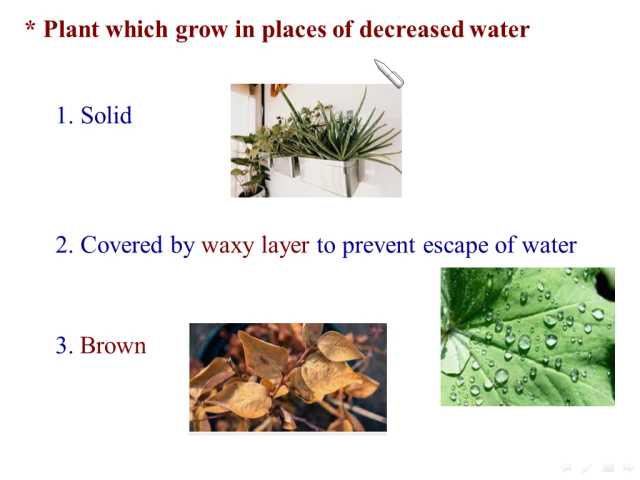 * Plant which grow in places of decreased water
1. Solid
2. Covered by waxy layer to prevent escape of water
3. Brown